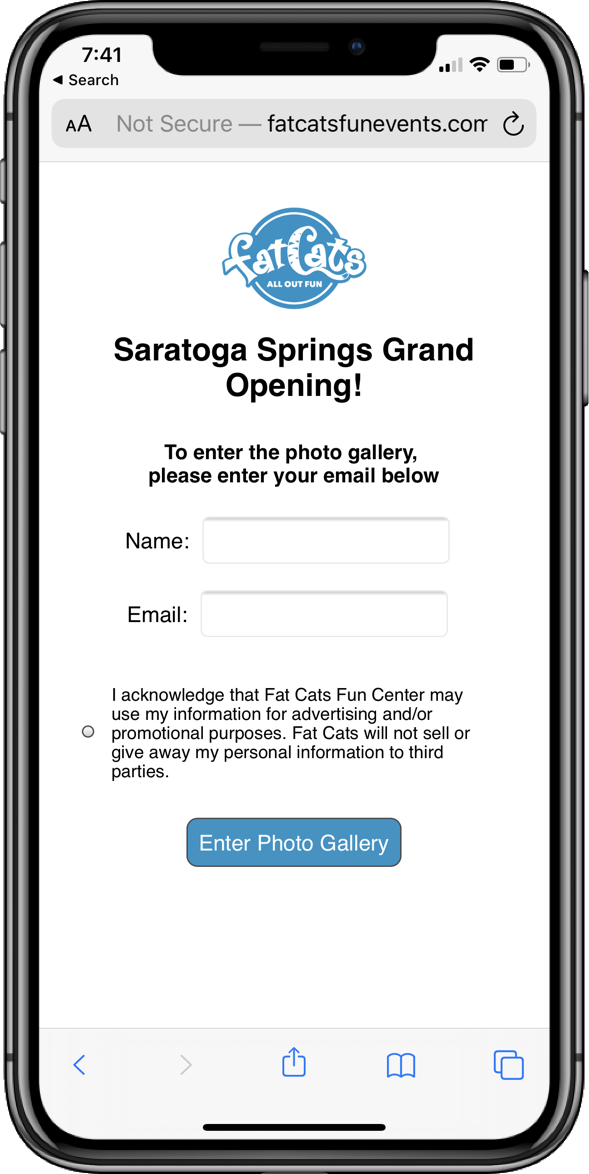 7:41
◀ Search
AA Not Secure — fatcatsfunevents.com
FatCats
ALL OUT FUN
Saratoga Springs Grand
Opening!
To enter the photo gallery,
please enter your email below
Name:
Email:
I acknowledge that Fat Cats Fun Center may
use my information for advertising and/or
promotional purposes. Fat Cats will not sell or
give away my personal information to third
parties.
Enter Photo Gallery